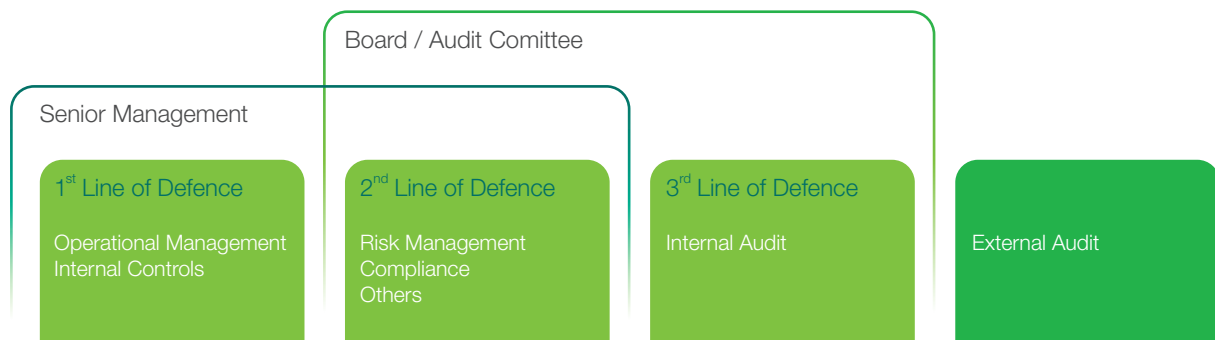 Board / Audit Comittee
Senior Management
1st Line of Defence
Operational Management
Internal Controls
2nd Line of Defence
Risk Management
Compliance
Others
3rd Line of Defence
Internal Audit
External Audit